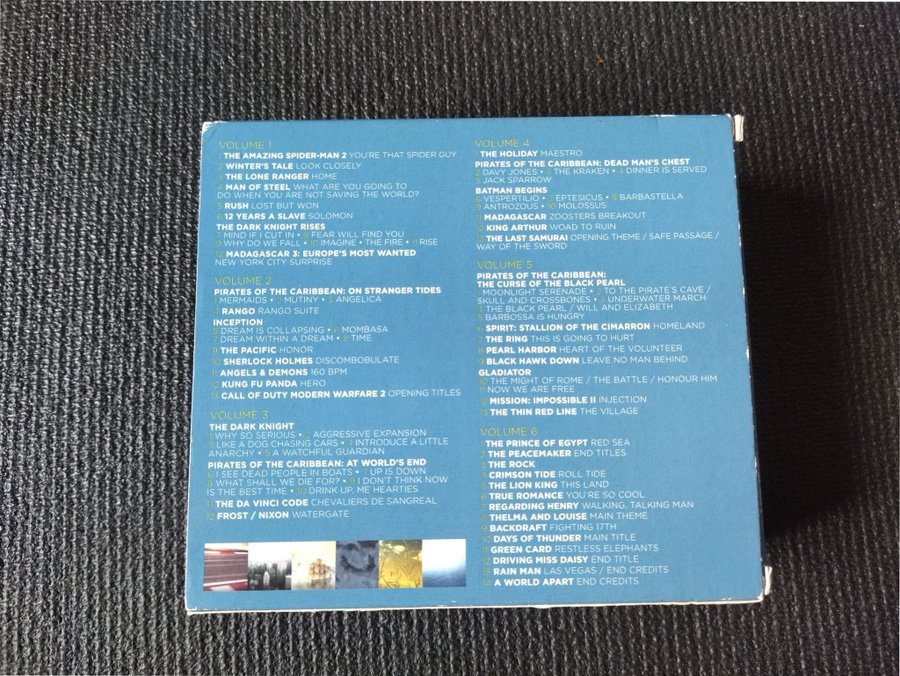 VOLUME 1
1 THE AMAZING SPIDER-MAN 2 YOU'RE THAT SPIDER GUY
2 WINTER'S TALE LOOK CLOSELY
3 THE LONE RANGER HOME
4 MAN OF STEEL WHAT ARE YOU GOING TO
DO WHEN YOU ARE NOT SAVING THE WORLD?
5 RUSH LOST BUT WON
6 12 YEARS A SLAVE SOLOMON
THE DARK KNIGHT RISES
7 MIND IF I CUT IN • 8 FEAR WILL FIND YOU
9 WHY DO WE FALL • 10 IMAGINE • THE FIRE • 11 RISE
12 MADAGASCAR 3: EUROPE'S MOST WANTED
NEW YORK CITY SURPRISE
VOLUME 2
PIRATES OF THE CARIBBEAN: ON STRANGER TIDES
1 MERMAIDS • 2 MUTINY • 3 ANGELICA
4 RANGO RANGO SUITE
INCEPTION
5 DREAM IS COLLAPSING • 6 MOMBASA
7 DREAM WITHIN A DREAM • 8 TIME
9 THE PACIFIC HONOR
10 SHERLOCK HOLMES DISCOMBOBULATE
11 ANGELS & DEMONS 160 BPM
12 KUNG FU PANDA HERO
13 CALL OF DUTY MODERN WARFARE 2 OPENING TITLES
VOLUME 3
THE DARK KNIGHT
1 WHY SO SERIOUS • 2 AGGRESSIVE EXPANSION
3 LIKE A DOG CHASING CARS • 4 INTRODUCE A LITTLE
ANARCHY • 5 A WATCHFUL GUARDIAN
PIRATES OF THE CARIBBEAN: AT WORLD'S END
6 I SEE DEAD PEOPLE IN BOATS • 7 UP IS DOWN
8 WHAT SHALL WE DIE FOR? • 9 I DON'T THINK NOW
IS THE BEST TIME • 10 DRINK UP, ME HEARTIES
11 THE DA VINCI CODE CHEVALIERS DE SANGREAL
12 FROST / NIXON WATERGATE
VOLUME 4
1 THE HOLIDAY MAESTRO
PIRATES OF THE CARIBBEAN: DEAD MAN'S CHEST
2 DAVY JONES • 3 THE KRAKEN • 4 DINNER IS SERVED
5 JACK SPARROW
BATMAN BEGINS
6 VESPERTILIO • 7 EPTESICUS • 8 BARBASTELLA
9 ANTROZOUS • 10 MOLOSSUS
11 MADAGASCAR ZOOSTERS BREAKOUT
12 KING ARTHUR WOAD TO RUIN
13 THE LAST SAMURAI OPENING THEME / SAFE PASSAGE /
WAY OF THE SWORD
VOLUME 5
PIRATES OF THE CARIBBEAN:
THE CURSE OF THE BLACK PEARL
1 MOONLIGHT SERENADE • 2 TO THE PIRATE'S CAVE /
SKULL AND CROSSBONES • 3 UNDERWATER MARCH
4 THE BLACK PEARL / WILL AND ELIZABETH
5 BARBOSSA IS HUNGRY
6 SPIRIT: STALLION OF THE CIMARRON HOMELAND
7 THE RING THIS IS GOING TO HURT
8 PEARL HARBOR HEART OF THE VOLUNTEER
9 BLACK HAWK DOWN LEAVE NO MAN BEHIND
GLADIATOR
10 THE MIGHT OF ROME / THE BATTLE / HONOUR HIM
11 NOW WE ARE FREE
12 MISSION: IMPOSSIBLE II INJECTION
13 THE THIN RED LINE THE VILLAGE
VOLUME 6
1 THE PRINCE OF EGYPT RED SEA
2 THE PEACEMAKER END TITLES
3 THE ROCK
4 CRIMSON TIDE ROLL TIDE
5 THE LION KING THIS LAND
6 TRUE ROMANCE YOU'RE SO COOL
7 REGARDING HENRY WALKING, TALKING MAN
8 THELMA AND LOUISE MAIN THEME
9 BACKDRAFT FIGHTING 17TH
10 DAYS OF THUNDER MAIN TITLE
11 GREEN CARD RESTLESS ELEPHANTS
12 DRIVING MISS DAISY END TITLE
13 RAIN MAN LAS VEGAS / END CREDITS
14 A WORLD APART END CREDITS